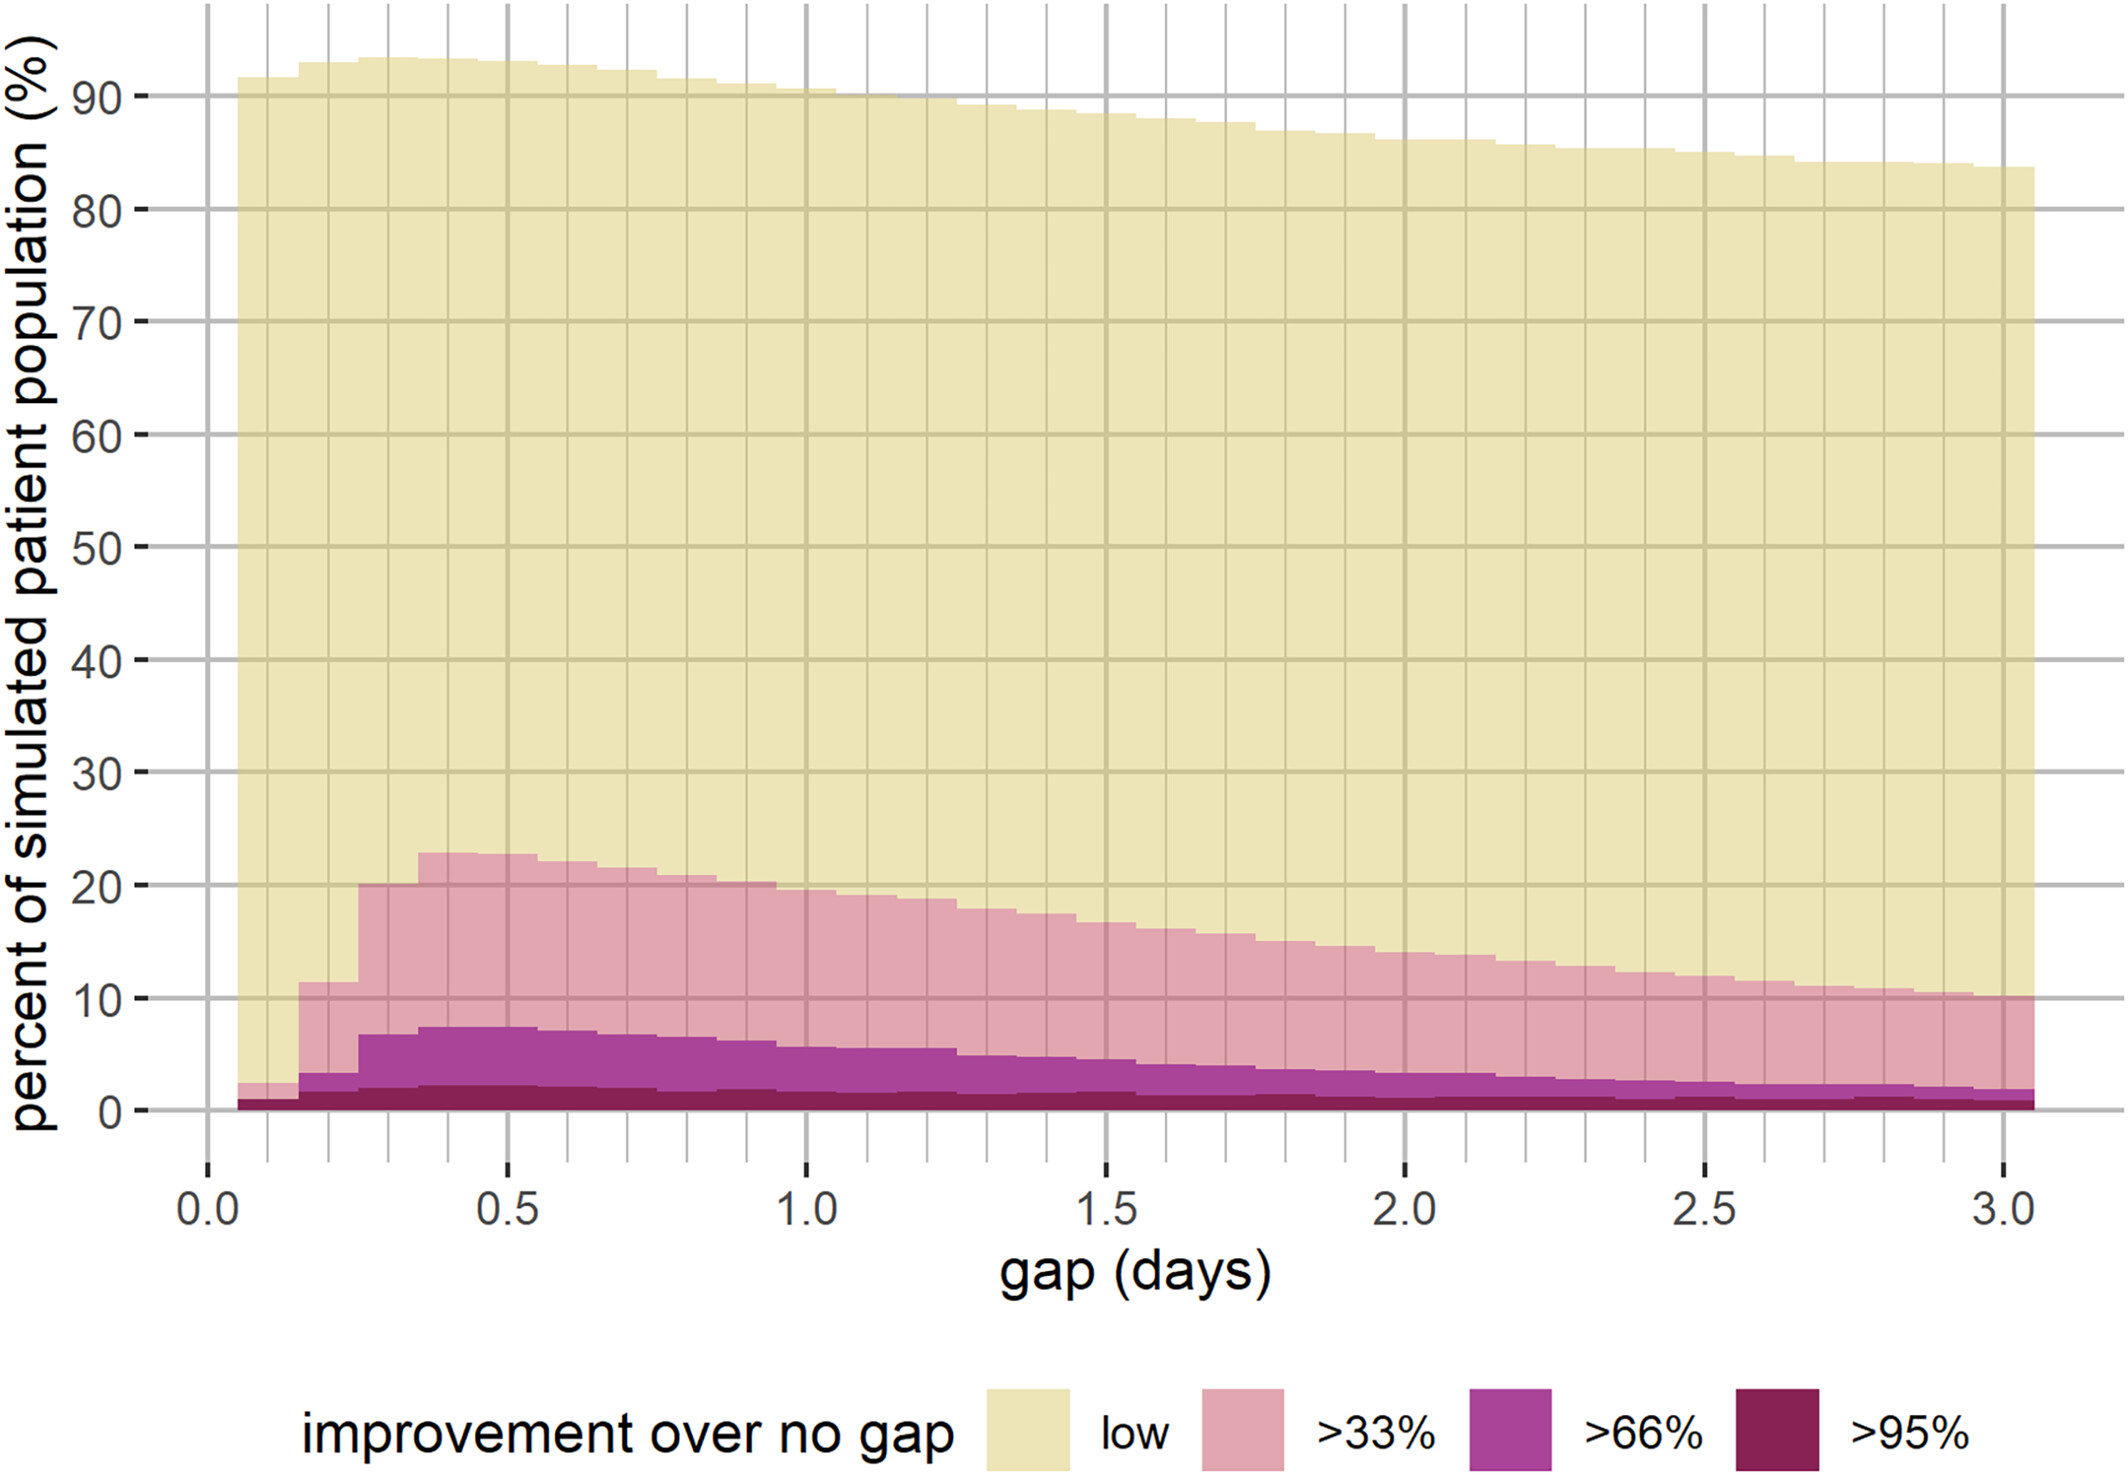 percent of simulated patient population (%)
90
80
70
60
50
40
30
20
10
0
0.0 0.5 1.0 1.5 2.0 2.5 3.0
gap (days)
improvement over no gap low >33% >66% >95%